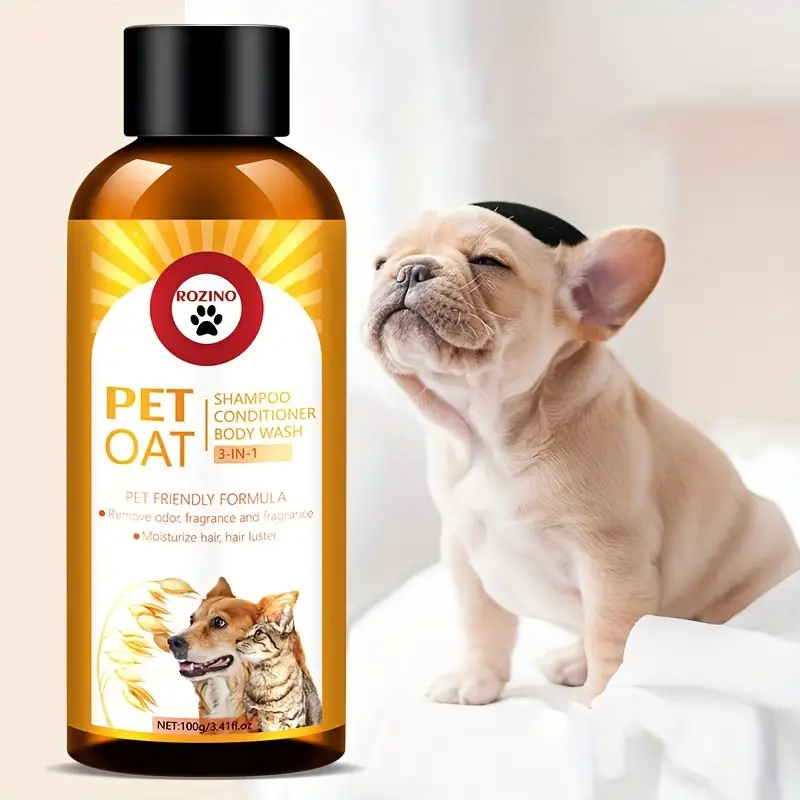 ROZINO
PET
OAT
SHAMPOO
CONDITIONER
BODY WASH
3-IN-1
PET FRIENDLY FORMULA
• Remove odor, fragrance and fragrance
• Moisturize hair, hair luster
NET:100g/3.41fl.oz